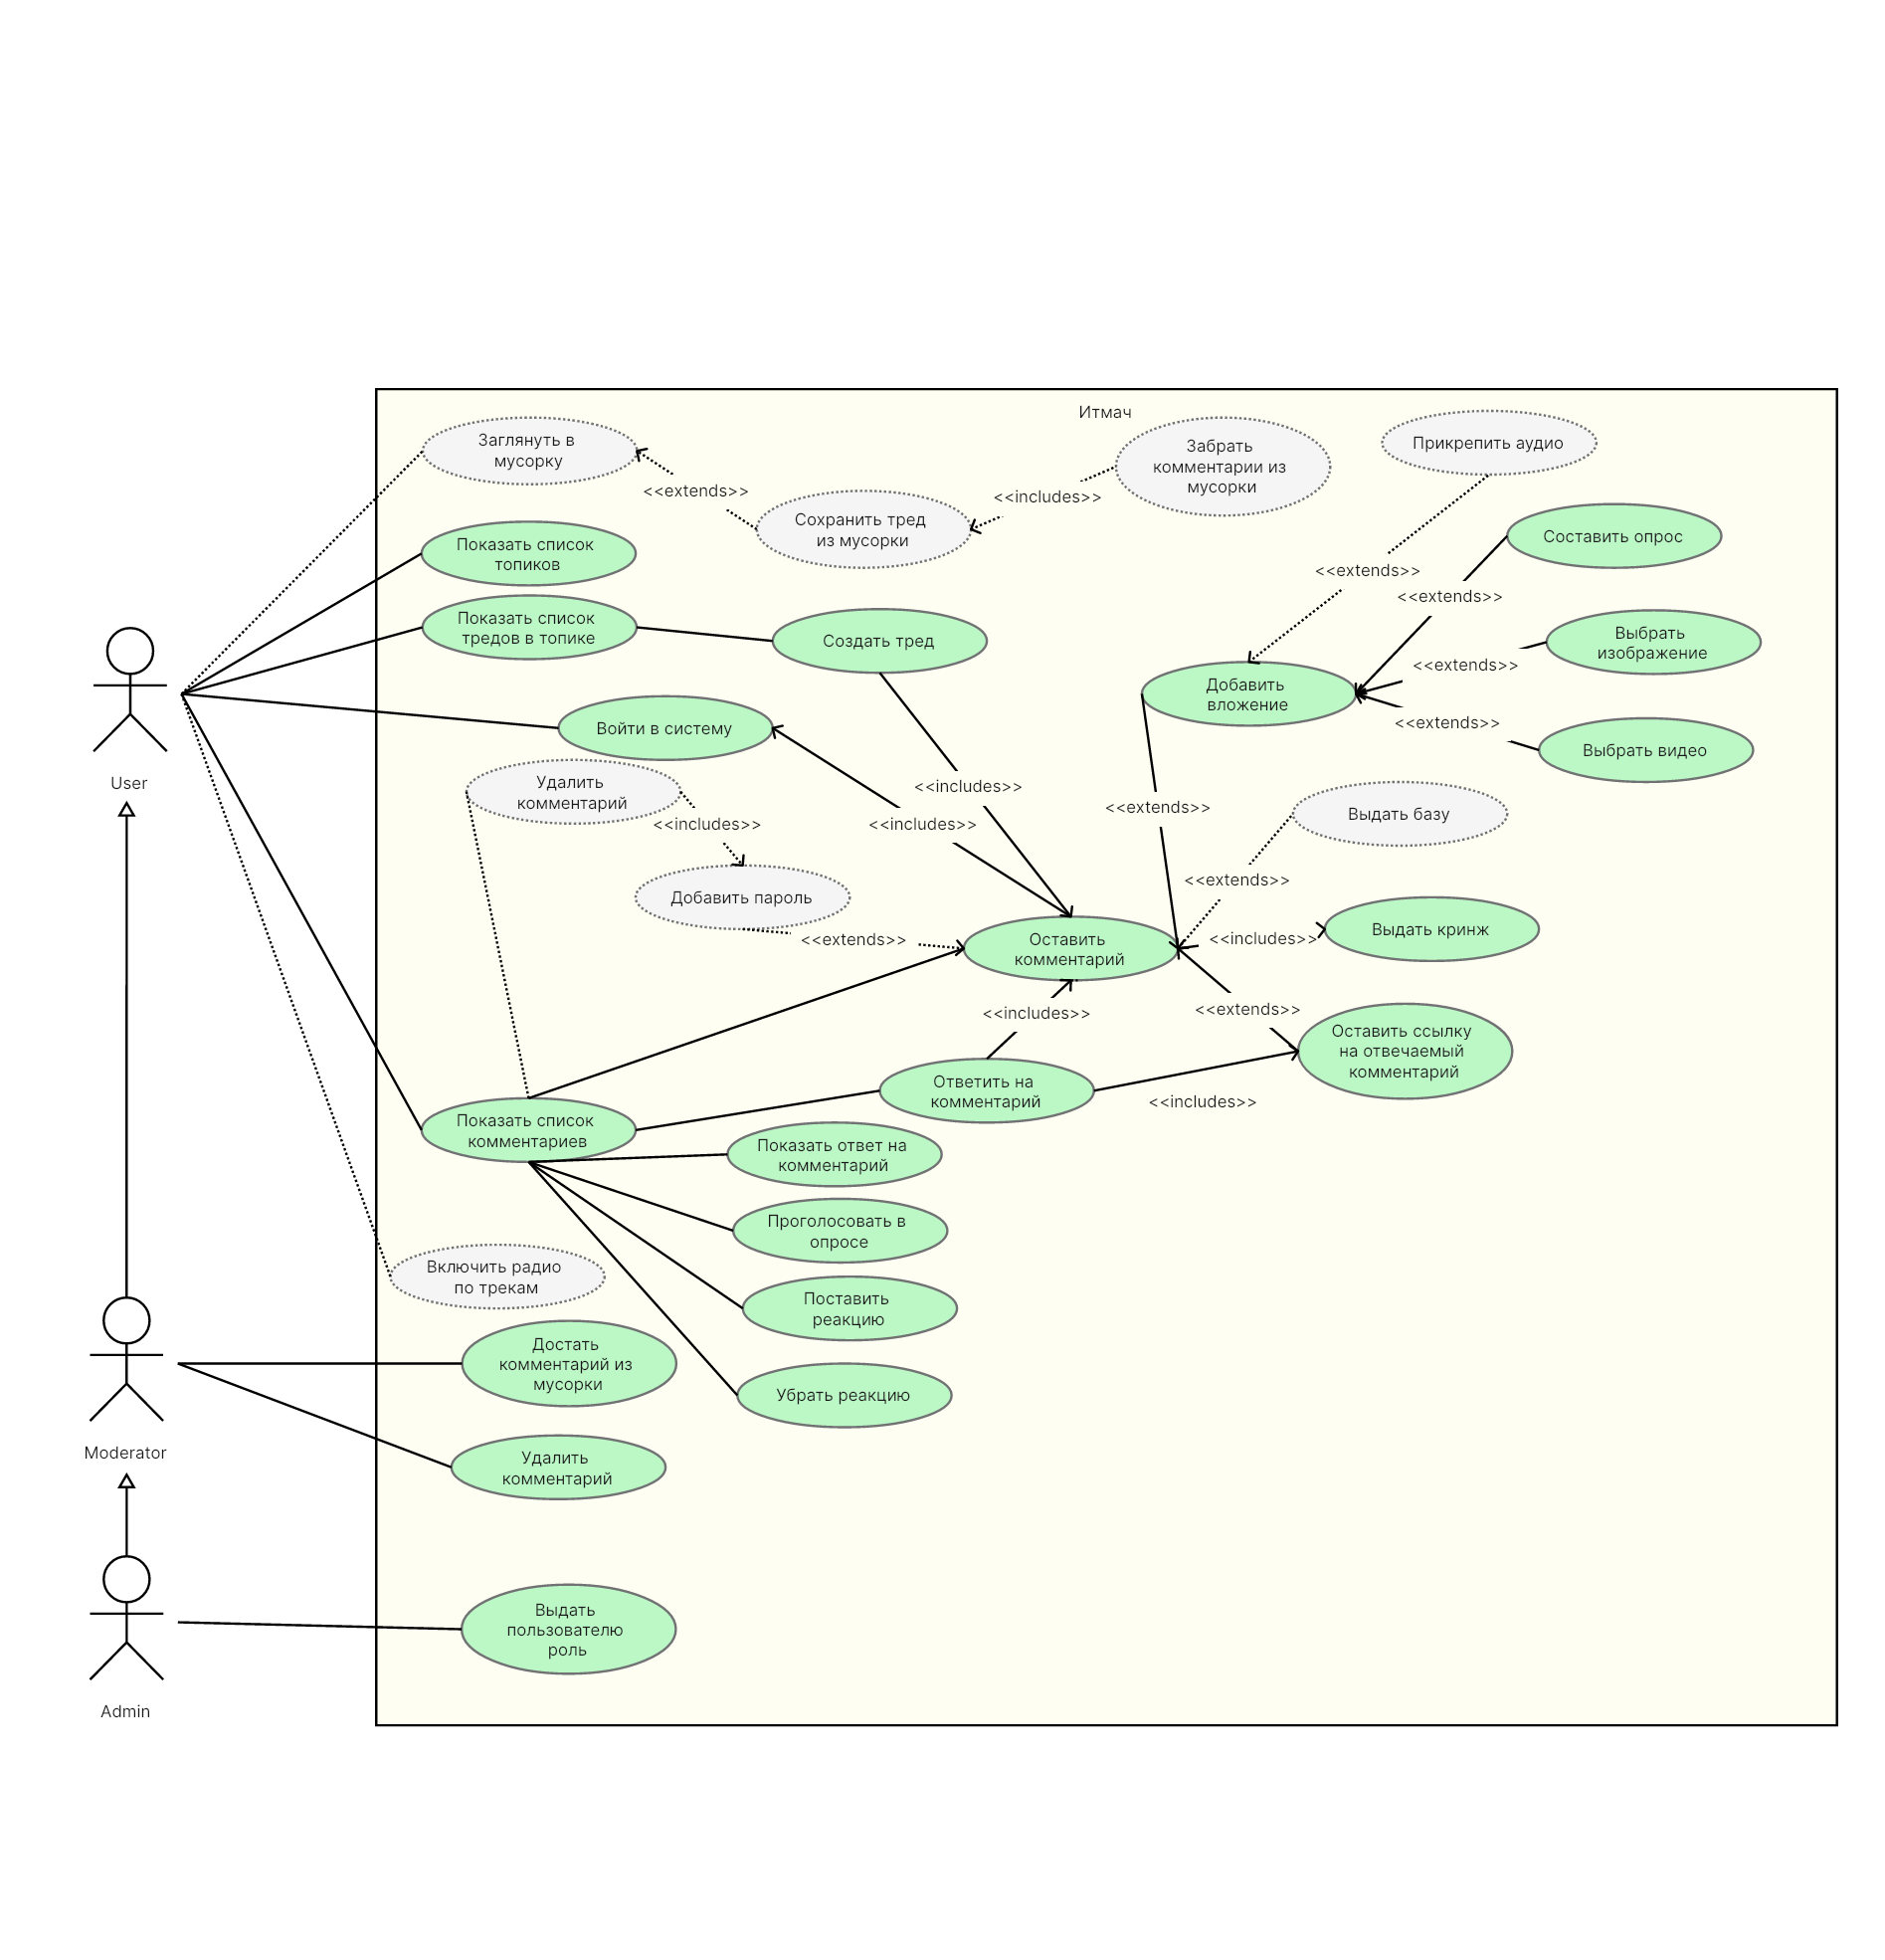 Итмач
Заглянуть в
мусорку
<<extends>>
Сохранить тред
из мусорки
<<includes>>
Забрать
комментарии из
мусорки
Прикрепить аудио
<<extends>>
Составить опрос
<<extends>>
Показать список
топиков
Показать список
тредов в топике
Создать тред
Выбрать
изображение
<<extends>>
Добавить
вложение
<<extends>>
Выбрать видео
Войти в систему
User
Удалить
комментарий
<<includes>>
<<includes>>
<<includes>>
<<extends>>
Выдать базу
<<extends>>
Добавить пароль
<<extends>>
Оставить
комментарий
<<includes>>
Выдать кринж
<<includes>>
<<extends>>
Оставить ссылку
на отвечаемый
комментарий
Ответить на
комментарий
<<includes>>
Показать список
комментариев
Показать ответ на
комментарий
Проголосовать в
опросе
Включить радио
по трекам
Поставить
реакцию
Достать
комментарий из
мусорки
Убрать реакцию
Moderator
Удалить
комментарий
Выдать
пользователю
роль
Admin